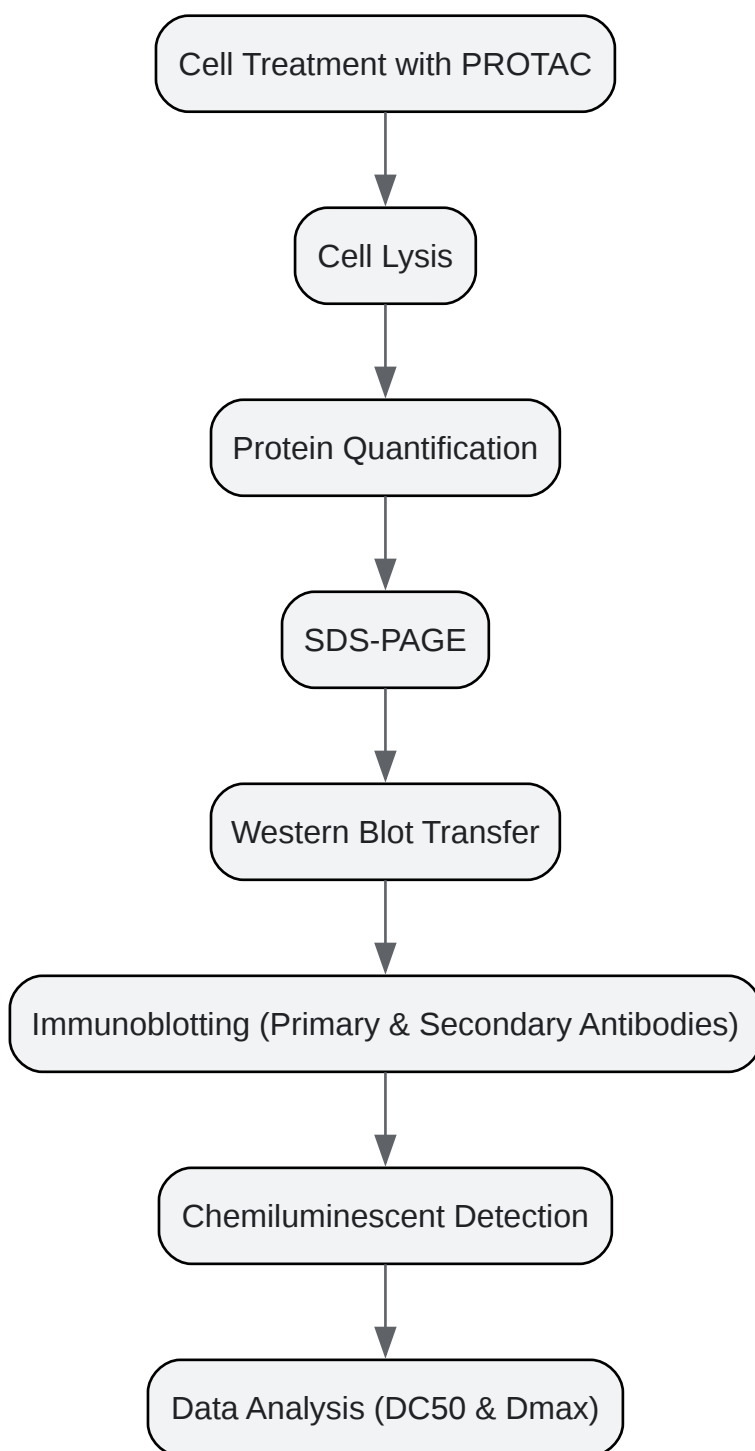 Cell Treatment with PROTAC
Cell Lysis
Protein Quantification
SDS-PAGE
Western Blot Transfer
Immunoblotting (Primary & Secondary Antibodies)
Chemiluminescent Detection
Data Analysis (DC50 & Dmax)